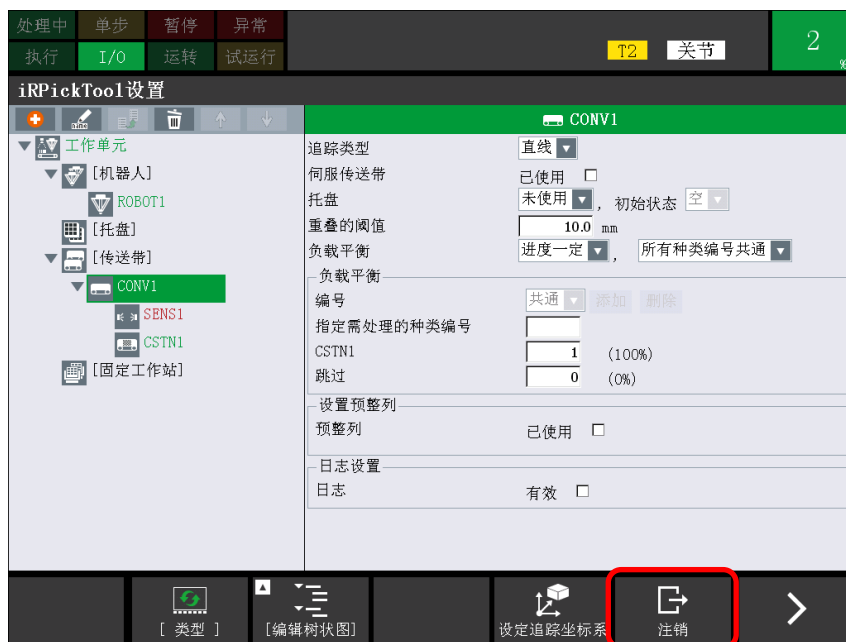 处理中 单步 暂停 异常
执行 I/O 运转 试运行 T2 关节 2 %
iRPickTool设置
CONV1
工作单元
[机器人]
ROBOT1
[托盘]
[传送带]
CONV1
SENS1
CSTN1
[固定工作站]
追踪类型 直线
伺服传送带 已使用
托盘 未使用 , 初始状态 空
重叠的阈值 10.0 mm
负载平衡 进度一定 , 所有种类编号共通
负载平衡
编号 共通 添加 删除
指定需处理的种类编号
CSTN1 1 (100%)
跳过 0 (0%)
设置预整列
预整列 已使用
日志设置
日志 有效
[ 类型 ] [编辑树状图] 设定追踪坐标系 注销